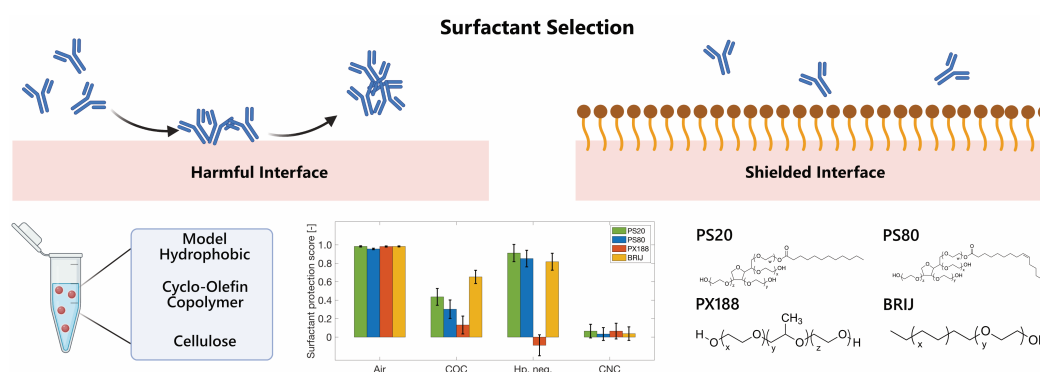 Surfactant Selection
Harmful Interface
Shielded Interface
Model
Hydrophobic
Cyclo-Olefin
Copolymer
Cellulose
Surfactant protection score [-]
1.0
0.8
0.6
0.4
0.2
0
PS20
PS80
PX188
BRIJ
Air
COC
Hp. neg.
CNC
PS20
PS80
PX188
BRIJ
H
O
x
CH3
y
O
z
O
H
x
O
y